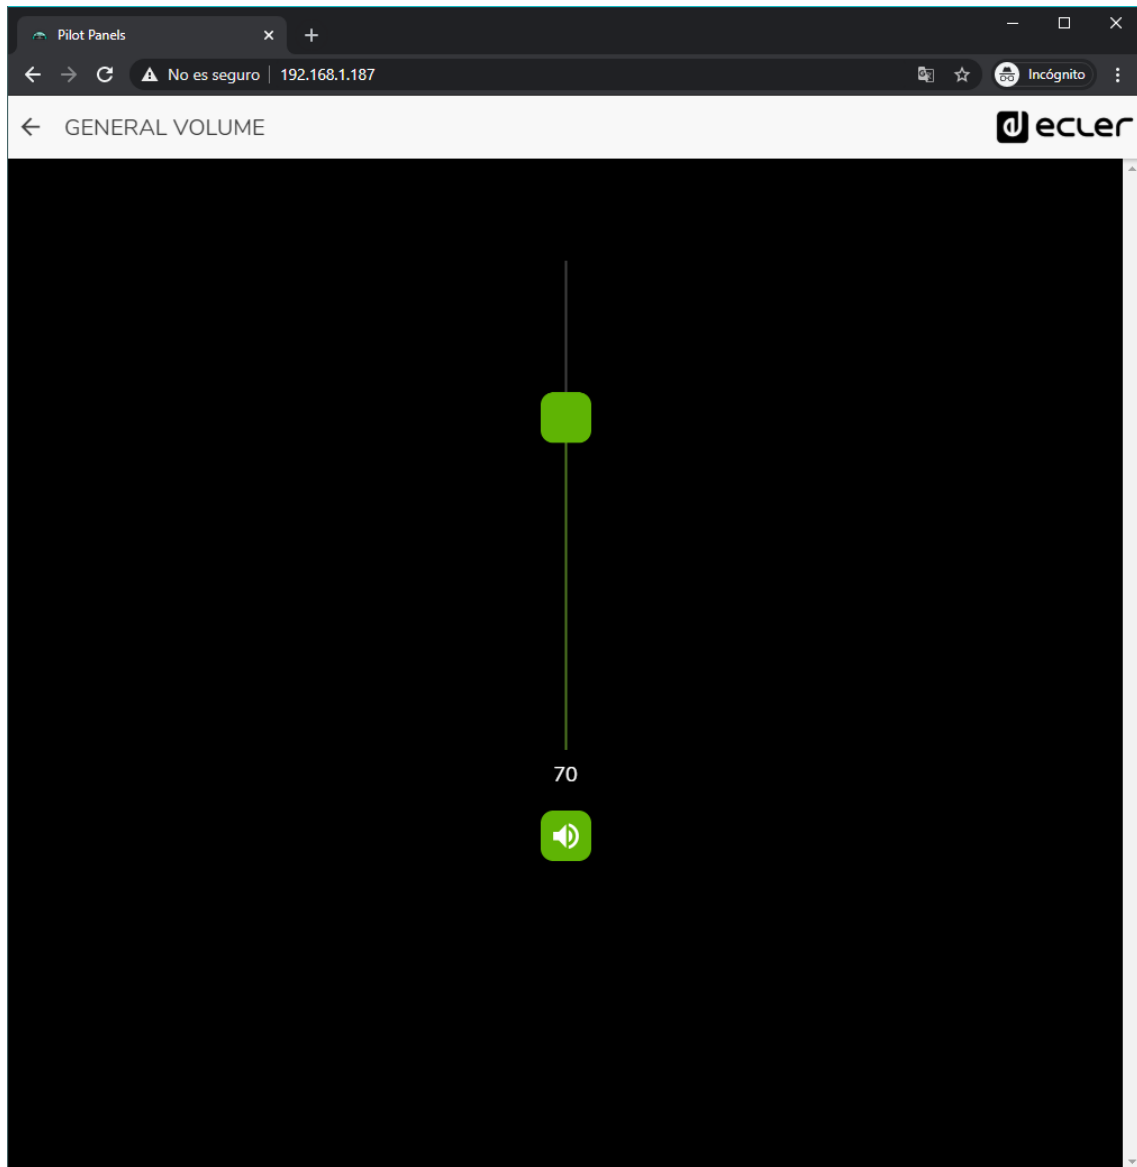 Pilot Panels
No es seguro 192.168.1.187 Incógnito
GENERAL VOLUME ecler
70